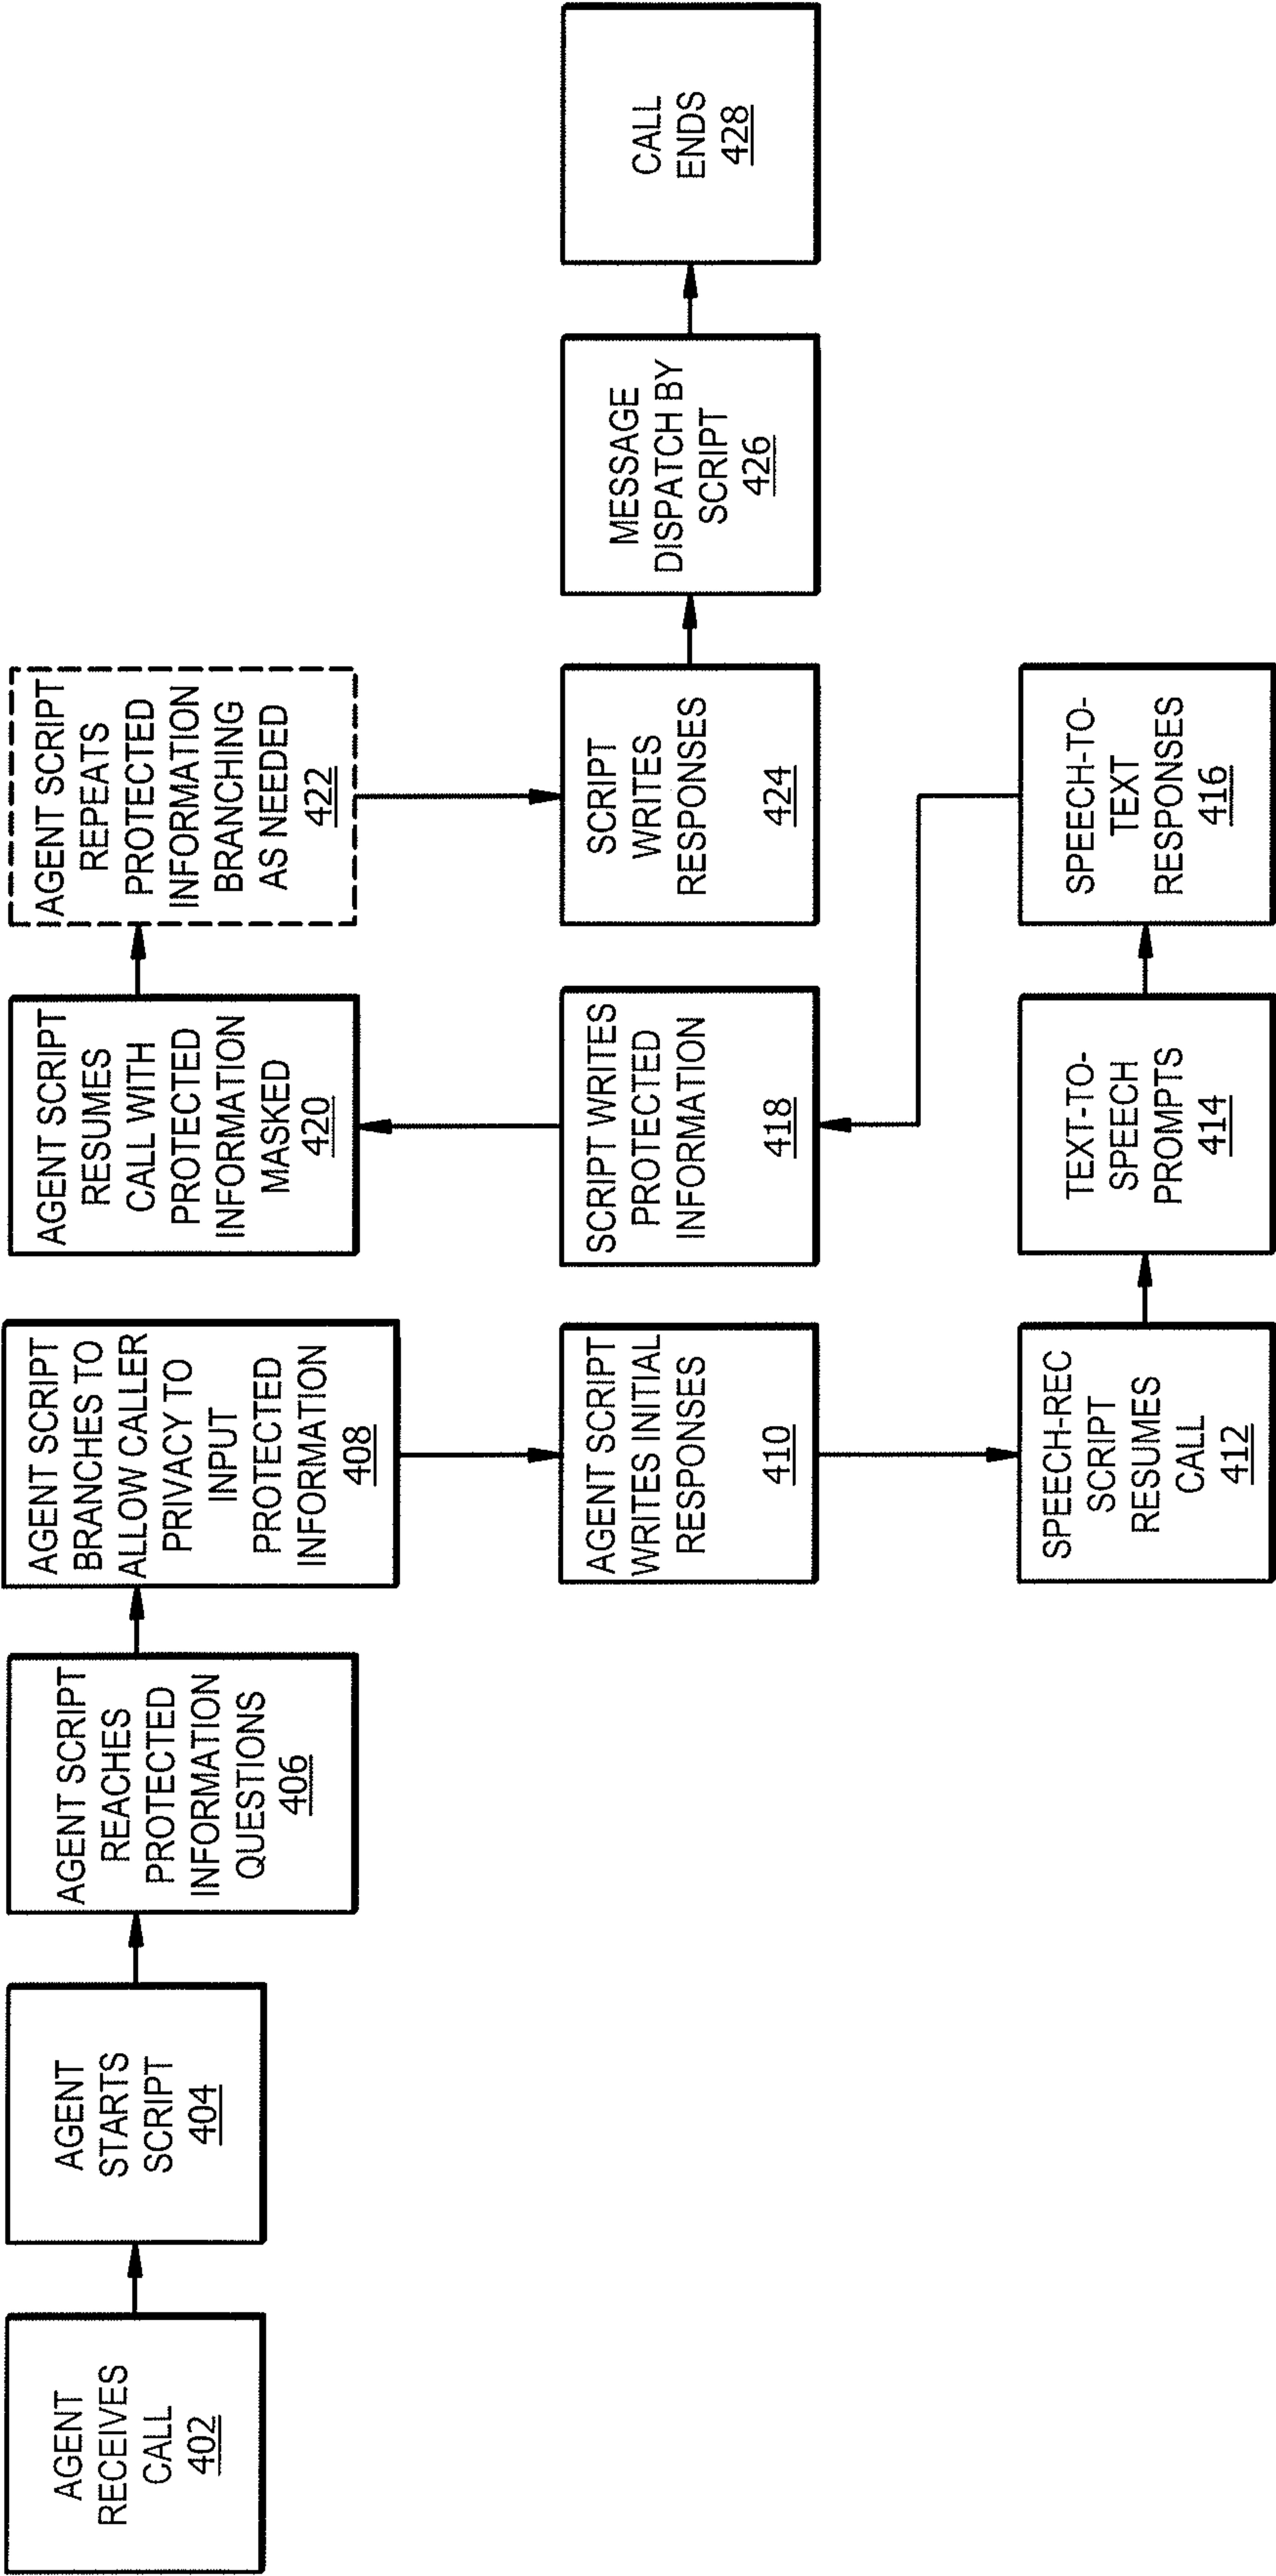 AGENT
RECEIVES
CALL
402
AGENT
STARTS
SCRIPT
404
AGENT SCRIPT
REACHES
PROTECTED
INFORMATION
QUESTIONS
406
AGENT SCRIPT
BRANCHES TO
ALLOW CALLER
PRIVACY TO
INPUT
PROTECTED
INFORMATION
408
AGENT SCRIPT
WRITES INITIAL
RESPONSES
410
SPEECH-REC
SCRIPT
RESUMES
CALL
412
TEXT-TO-
SPEECH
PROMPTS
414
SPEECH-TO-
TEXT
RESPONSES
416
SCRIPT WRITES
PROTECTED
INFORMATION
418
AGENT SCRIPT
RESUMES
CALL WITH
PROTECTED
INFORMATION
MASKED
420
AGENT SCRIPT
REPEATS
PROTECTED
INFORMATION
BRANCHING
AS NEEDED
422
SCRIPT
WRITES
RESPONSES
424
MESSAGE
DISPATCH BY
SCRIPT
426
CALL
ENDS
428